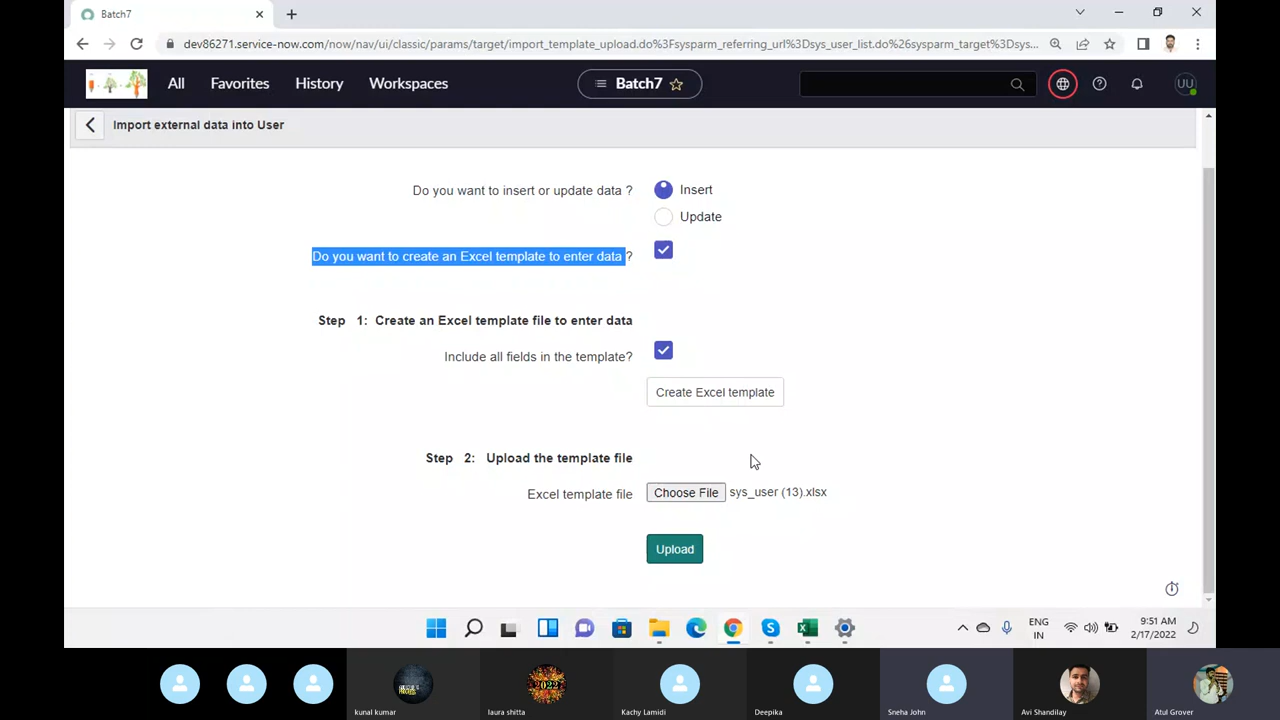 Batch7
dev86271.service-now.com/now/nav/ui/classic/params/target/import_template_upload.do%3Fsysparm_referring_url%3Dsys_user_list.do%26sysparm_target%3Dsys...
All Favorites History Workspaces Batch7 UU
Import external data into User
Do you want to insert or update data ? Insert
Update
Do you want to create an Excel template to enter data ?
Step 1: Create an Excel template file to enter data
Include all fields in the template?
Create Excel template
Step 2: Upload the template file
Excel template file Choose File sys_user (13).xlsx
Upload
ENG
IN
9:51 AM
2/17/2022
2022
kunal kumar laura shitta Kachy Lamidi Deepika Sneha John Avi Shandilay Atul Grover